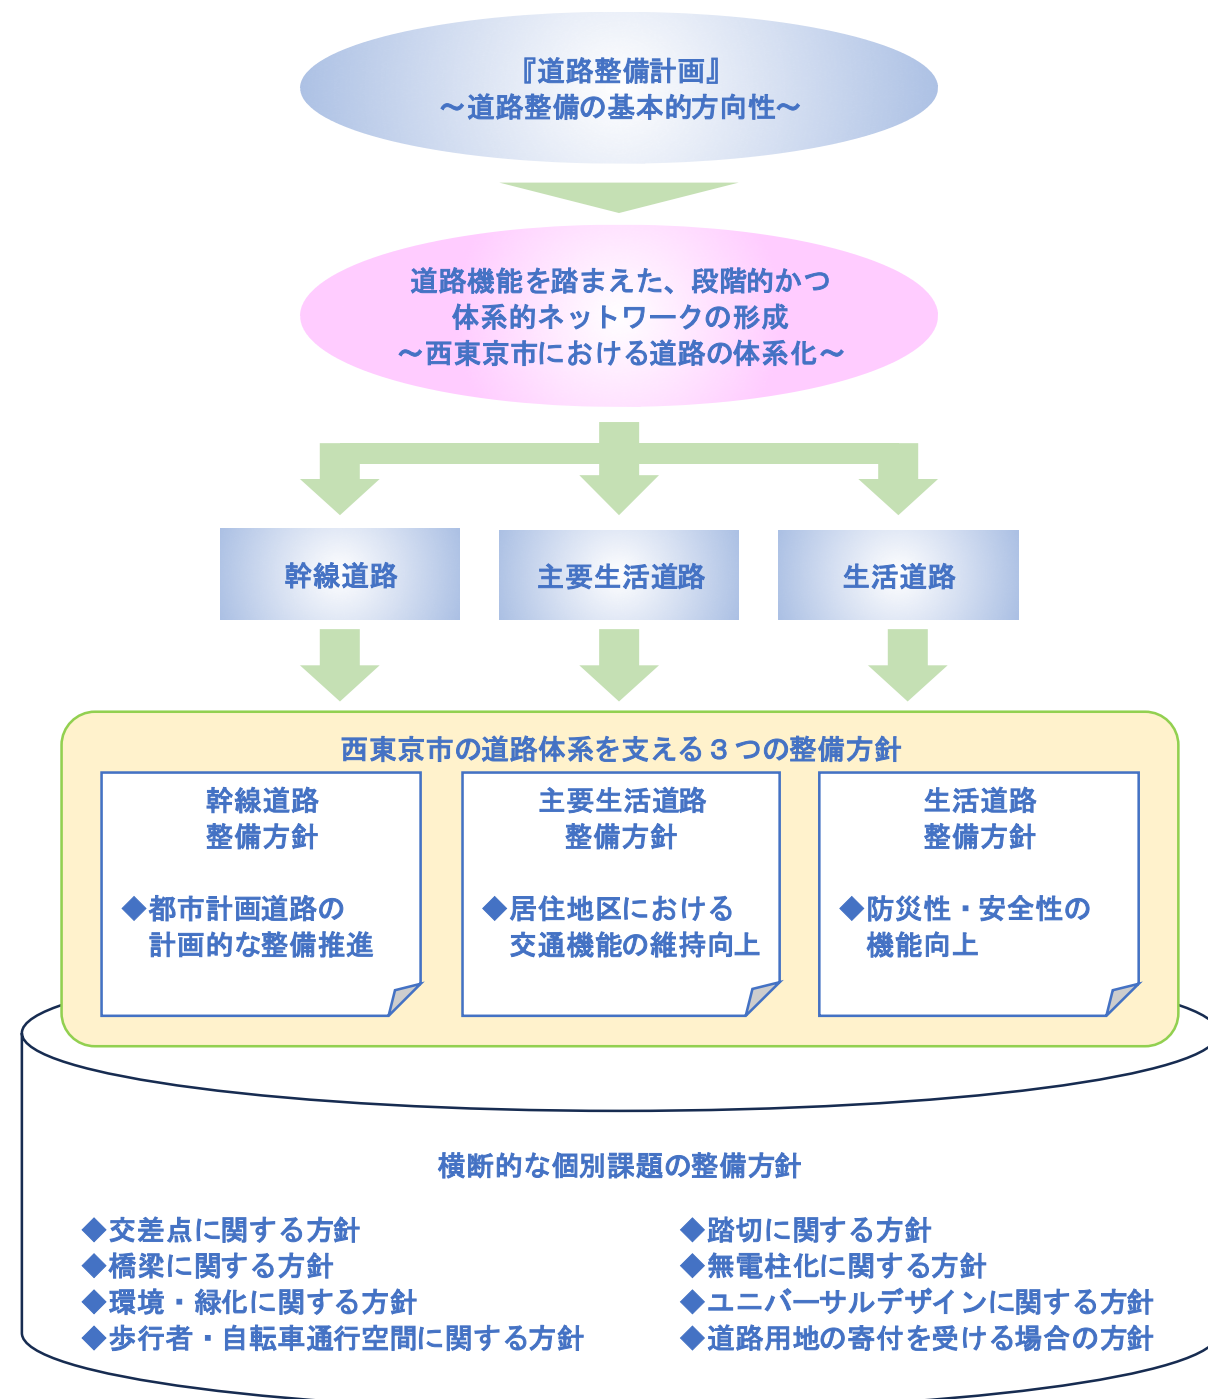 『道路整備計画』
～道路整備の基本的方向性～
道路機能を踏まえた、段階的かつ
体系的ネットワークの形成
～西東京市における道路の体系化～
幹線道路
主要生活道路
生活道路
西東京市の道路体系を支える３つの整備方針
幹線道路
整備方針
◆都市計画道路の
計画的な整備推進
主要生活道路
整備方針
◆居住地区における
交通機能の維持向上
生活道路
整備方針
◆防災性・安全性の
機能向上
横断的な個別課題の整備方針
◆交差点に関する方針
◆橋梁に関する方針
◆環境・緑化に関する方針
◆歩行者・自転車通行空間に関する方針
◆踏切に関する方針
◆無電柱化に関する方針
◆ユニバーサルデザインに関する方針
◆道路用地の寄付を受ける場合の方針